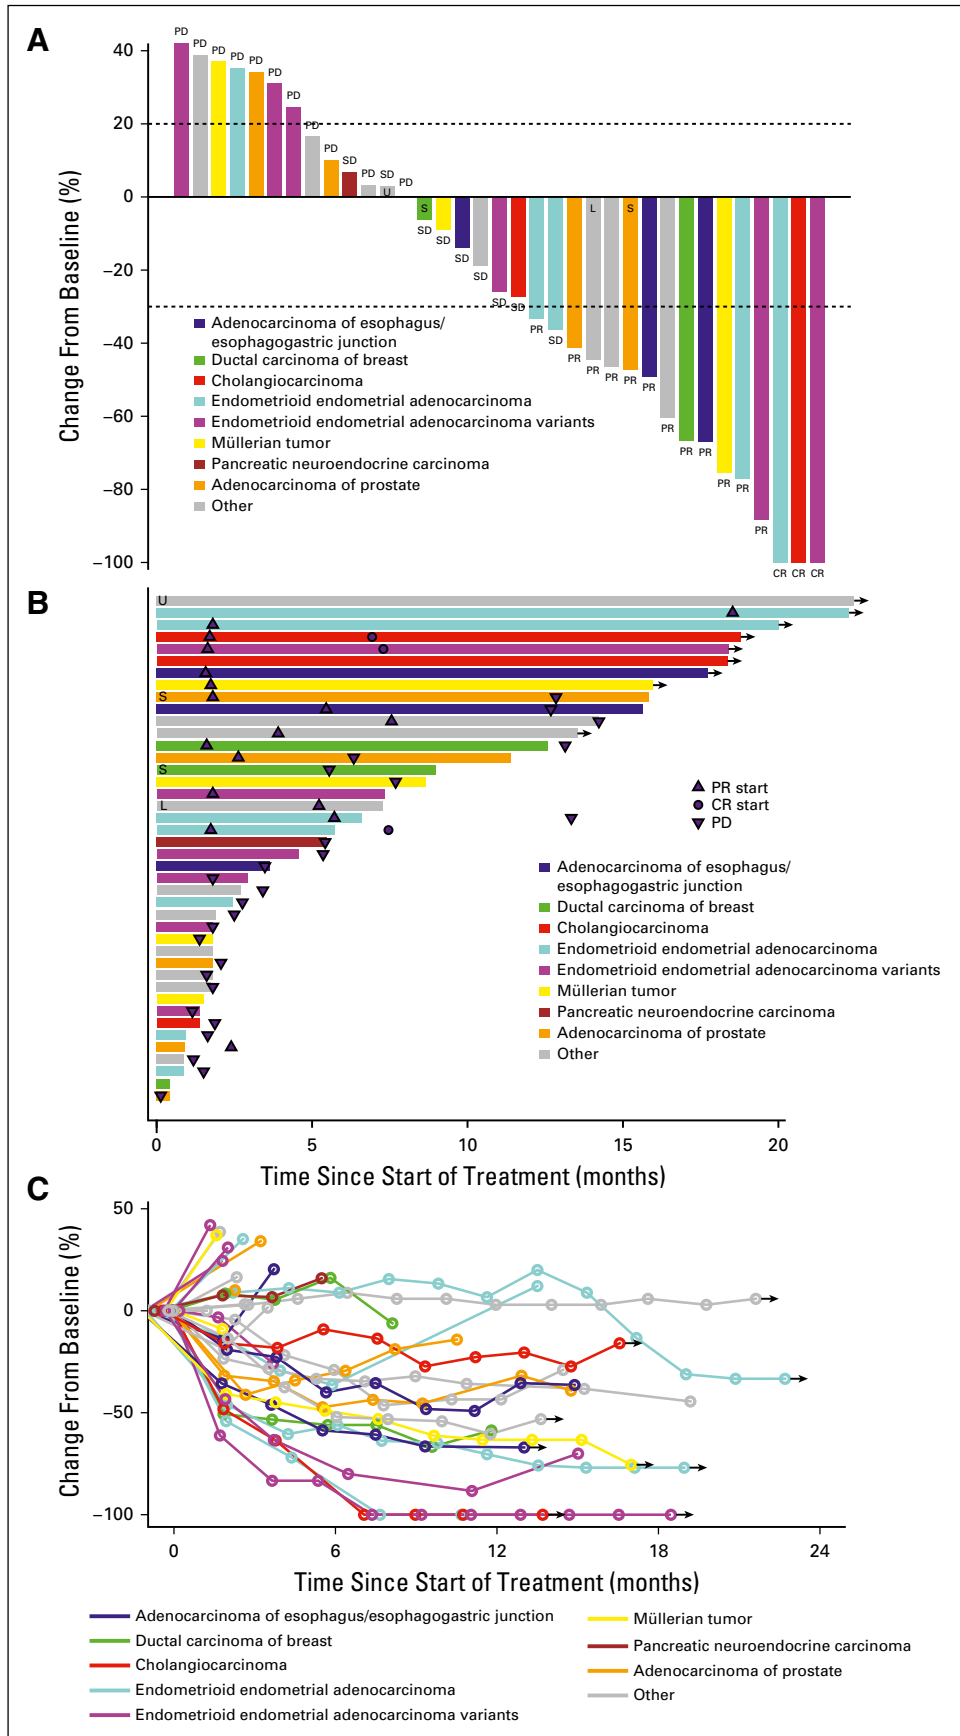 A
Change From Baseline (%)
40
20
0
−20
−40
−60
−80
−100
PD
PD
PD
PD
PD
PD
PD
PD
PD
SD
PD
SD
U
PD
S
SD
SD
SD
SD
SD
SD
PR
SD
PR
L
PR
PR
S
PR
PR
PR
PR
PR
PR
PR
PR
CR
CR
CR
Adenocarcinoma of esophagus/
esophagogastric junction
Ductal carcinoma of breast
Cholangiocarcinoma
Endometrioid endometrial adenocarcinoma
Endometrioid endometrial adenocarcinoma variants
Müllerian tumor
Pancreatic neuroendocrine carcinoma
Adenocarcinoma of prostate
Other
B
U
S
S
L
PR start
CR start
PD
Adenocarcinoma of esophagus/
esophagogastric junction
Ductal carcinoma of breast
Cholangiocarcinoma
Endometrioid endometrial adenocarcinoma
Endometrioid endometrial adenocarcinoma variants
Müllerian tumor
Pancreatic neuroendocrine carcinoma
Adenocarcinoma of prostate
Other
0 5 10 15 20
Time Since Start of Treatment (months)
C
Change From Baseline (%)
50
0
−50
−100
0 6 12 18 24
Time Since Start of Treatment (months)
Adenocarcinoma of esophagus/esophagogastric junction
Ductal carcinoma of breast
Cholangiocarcinoma
Endometrioid endometrial adenocarcinoma
Endometrioid endometrial adenocarcinoma variants
Müllerian tumor
Pancreatic neuroendocrine carcinoma
Adenocarcinoma of prostate
Other